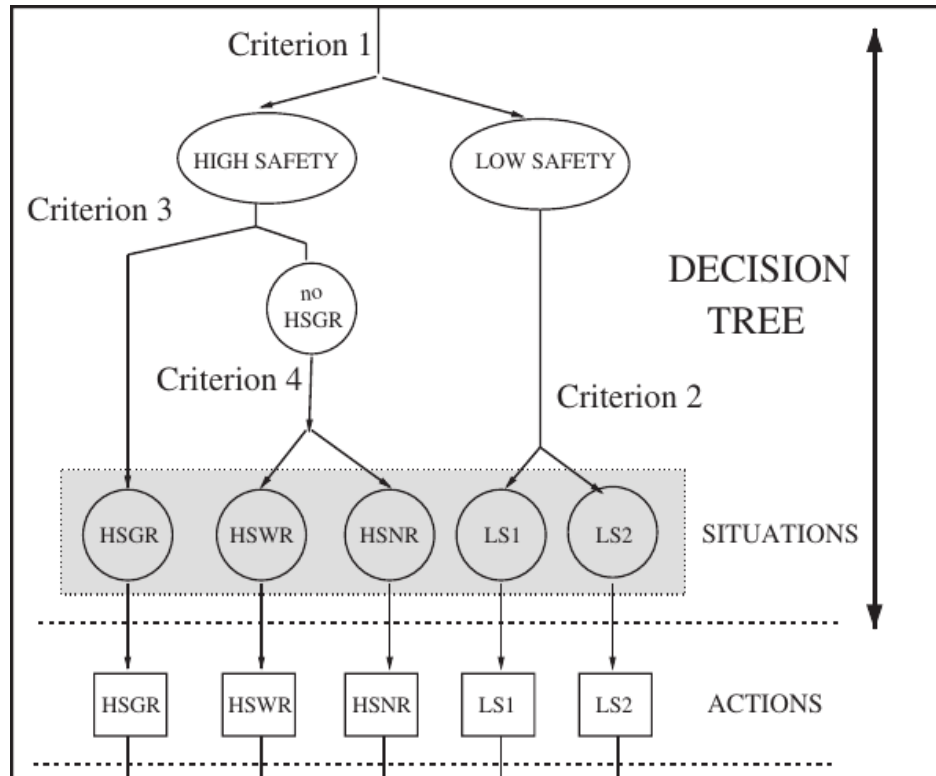 Criterion 1
HIGH SAFETY
LOW SAFETY
Criterion 3
no
HSGR
DECISION
TREE
Criterion 4
Criterion 2
HSGR
HSWR
HSNR
LS1
LS2
SITUATIONS
HSGR
HSWR
HSNR
LS1
LS2
ACTIONS